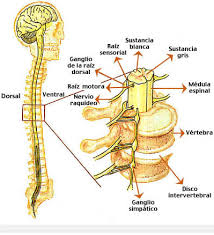 Dorsal
Ventral
Raíz
sensorial
Sustancia
blanca
Sustancia
gris
Ganglio
de la raíz
dorsal
Raíz motora
Nervio
raquídeo
Médula
espinal
Vértebra
Disco
intervertebral
Ganglio
simpático